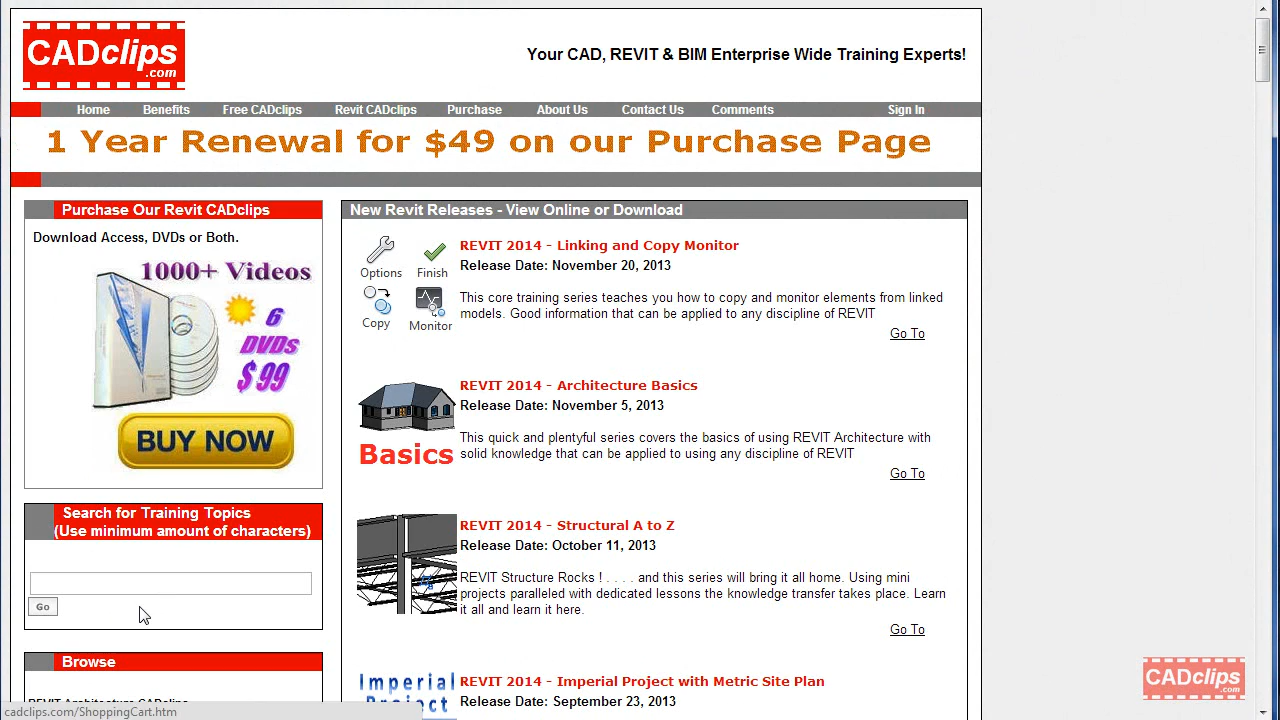 CADclips
.com
Your CAD, REVIT & BIM Enterprise Wide Training Experts!
Home Benefits Free CADclips Revit CADclips Purchase About Us Contact Us Comments Sign In
1 Year Renewal for $49 on our Purchase Page
Purchase Our Revit CADclips
Download Access, DVDs or Both.
1000+ Videos
6
DVDs
$99
BUY NOW
Search for Training Topics
(Use minimum amount of characters)
Go
Browse
REVIT Architecture CADclips
New Revit Releases - View Online or Download
Options Finish
Copy Monitor
REVIT 2014 - Linking and Copy Monitor
Release Date: November 20, 2013
This core training series teaches you how to copy and monitor elements from linked
models. Good information that can be applied to any discipline of REVIT
Go To
Basics
REVIT 2014 - Architecture Basics
Release Date: November 5, 2013
This quick and plentyful series covers the basics of using REVIT Architecture with
solid knowledge that can be applied to using any discipline of REVIT
Go To
REVIT 2014 - Structural A to Z
Release Date: October 11, 2013
REVIT Structure Rocks ! . . . . and this series will bring it all home. Using mini
projects paralleled with dedicated lessons the knowledge transfer takes place. Learn
it all and learn it here.
Go To
Imperial
Project
REVIT 2014 - Imperial Project with Metric Site Plan
Release Date: September 23, 2013
cadclips.com/ShoppingCart.htm
CADclips
.com